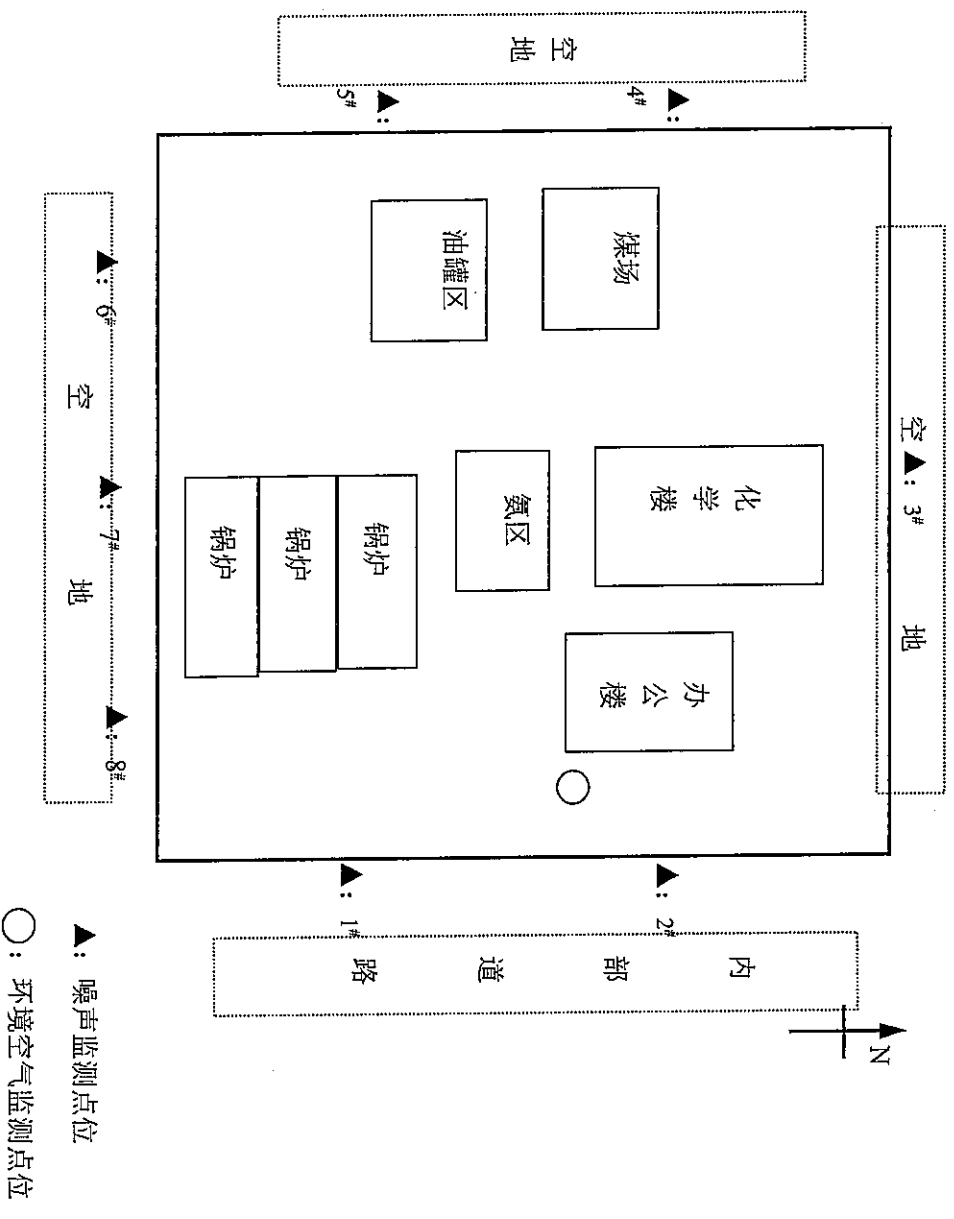 空▲: 3# 地
N
▲: 4#
▲: 2#
煤场
化学楼
办公楼
内部道路
空地
油罐区
氨区
▲: 5#
▲: 1#
锅炉
锅炉
锅炉
▲: 6#
▲: 7#
▲: 8#
空 地
▲: 噪声监测点位
○: 环境空气监测点位